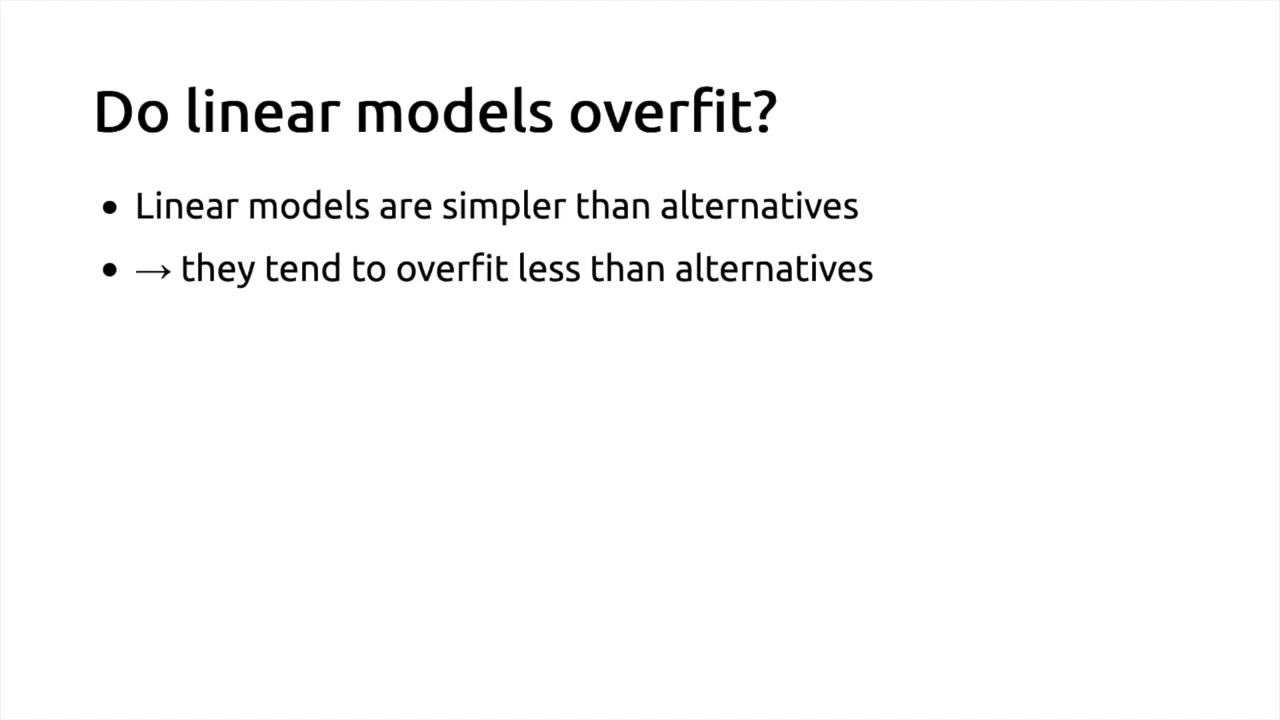 Do linear models overfit?
• Linear models are simpler than alternatives
• → they tend to overfit less than alternatives